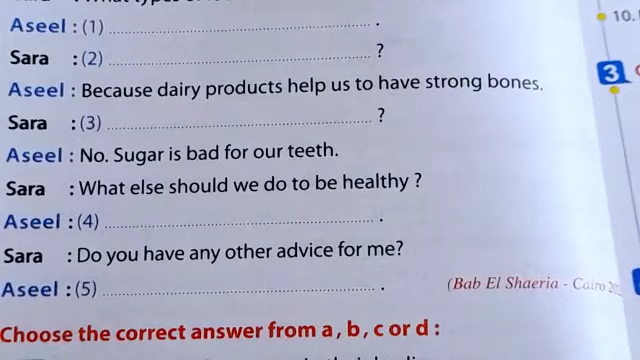 Aseel : (1) ........................................ .
10.
Sara : (2) ........................................ ?
3
Aseel : Because dairy products help us to have strong bones.
Sara : (3) ........................................ ?
Aseel : No. Sugar is bad for our teeth.
Sara : What else should we do to be healthy ?
Aseel : (4) ........................................ .
Sara : Do you have any other advice for me?
Aseel : (5) ........................................ .
(Bab El Shaeria - Cairo
Choose the correct answer from a, b, c or d :